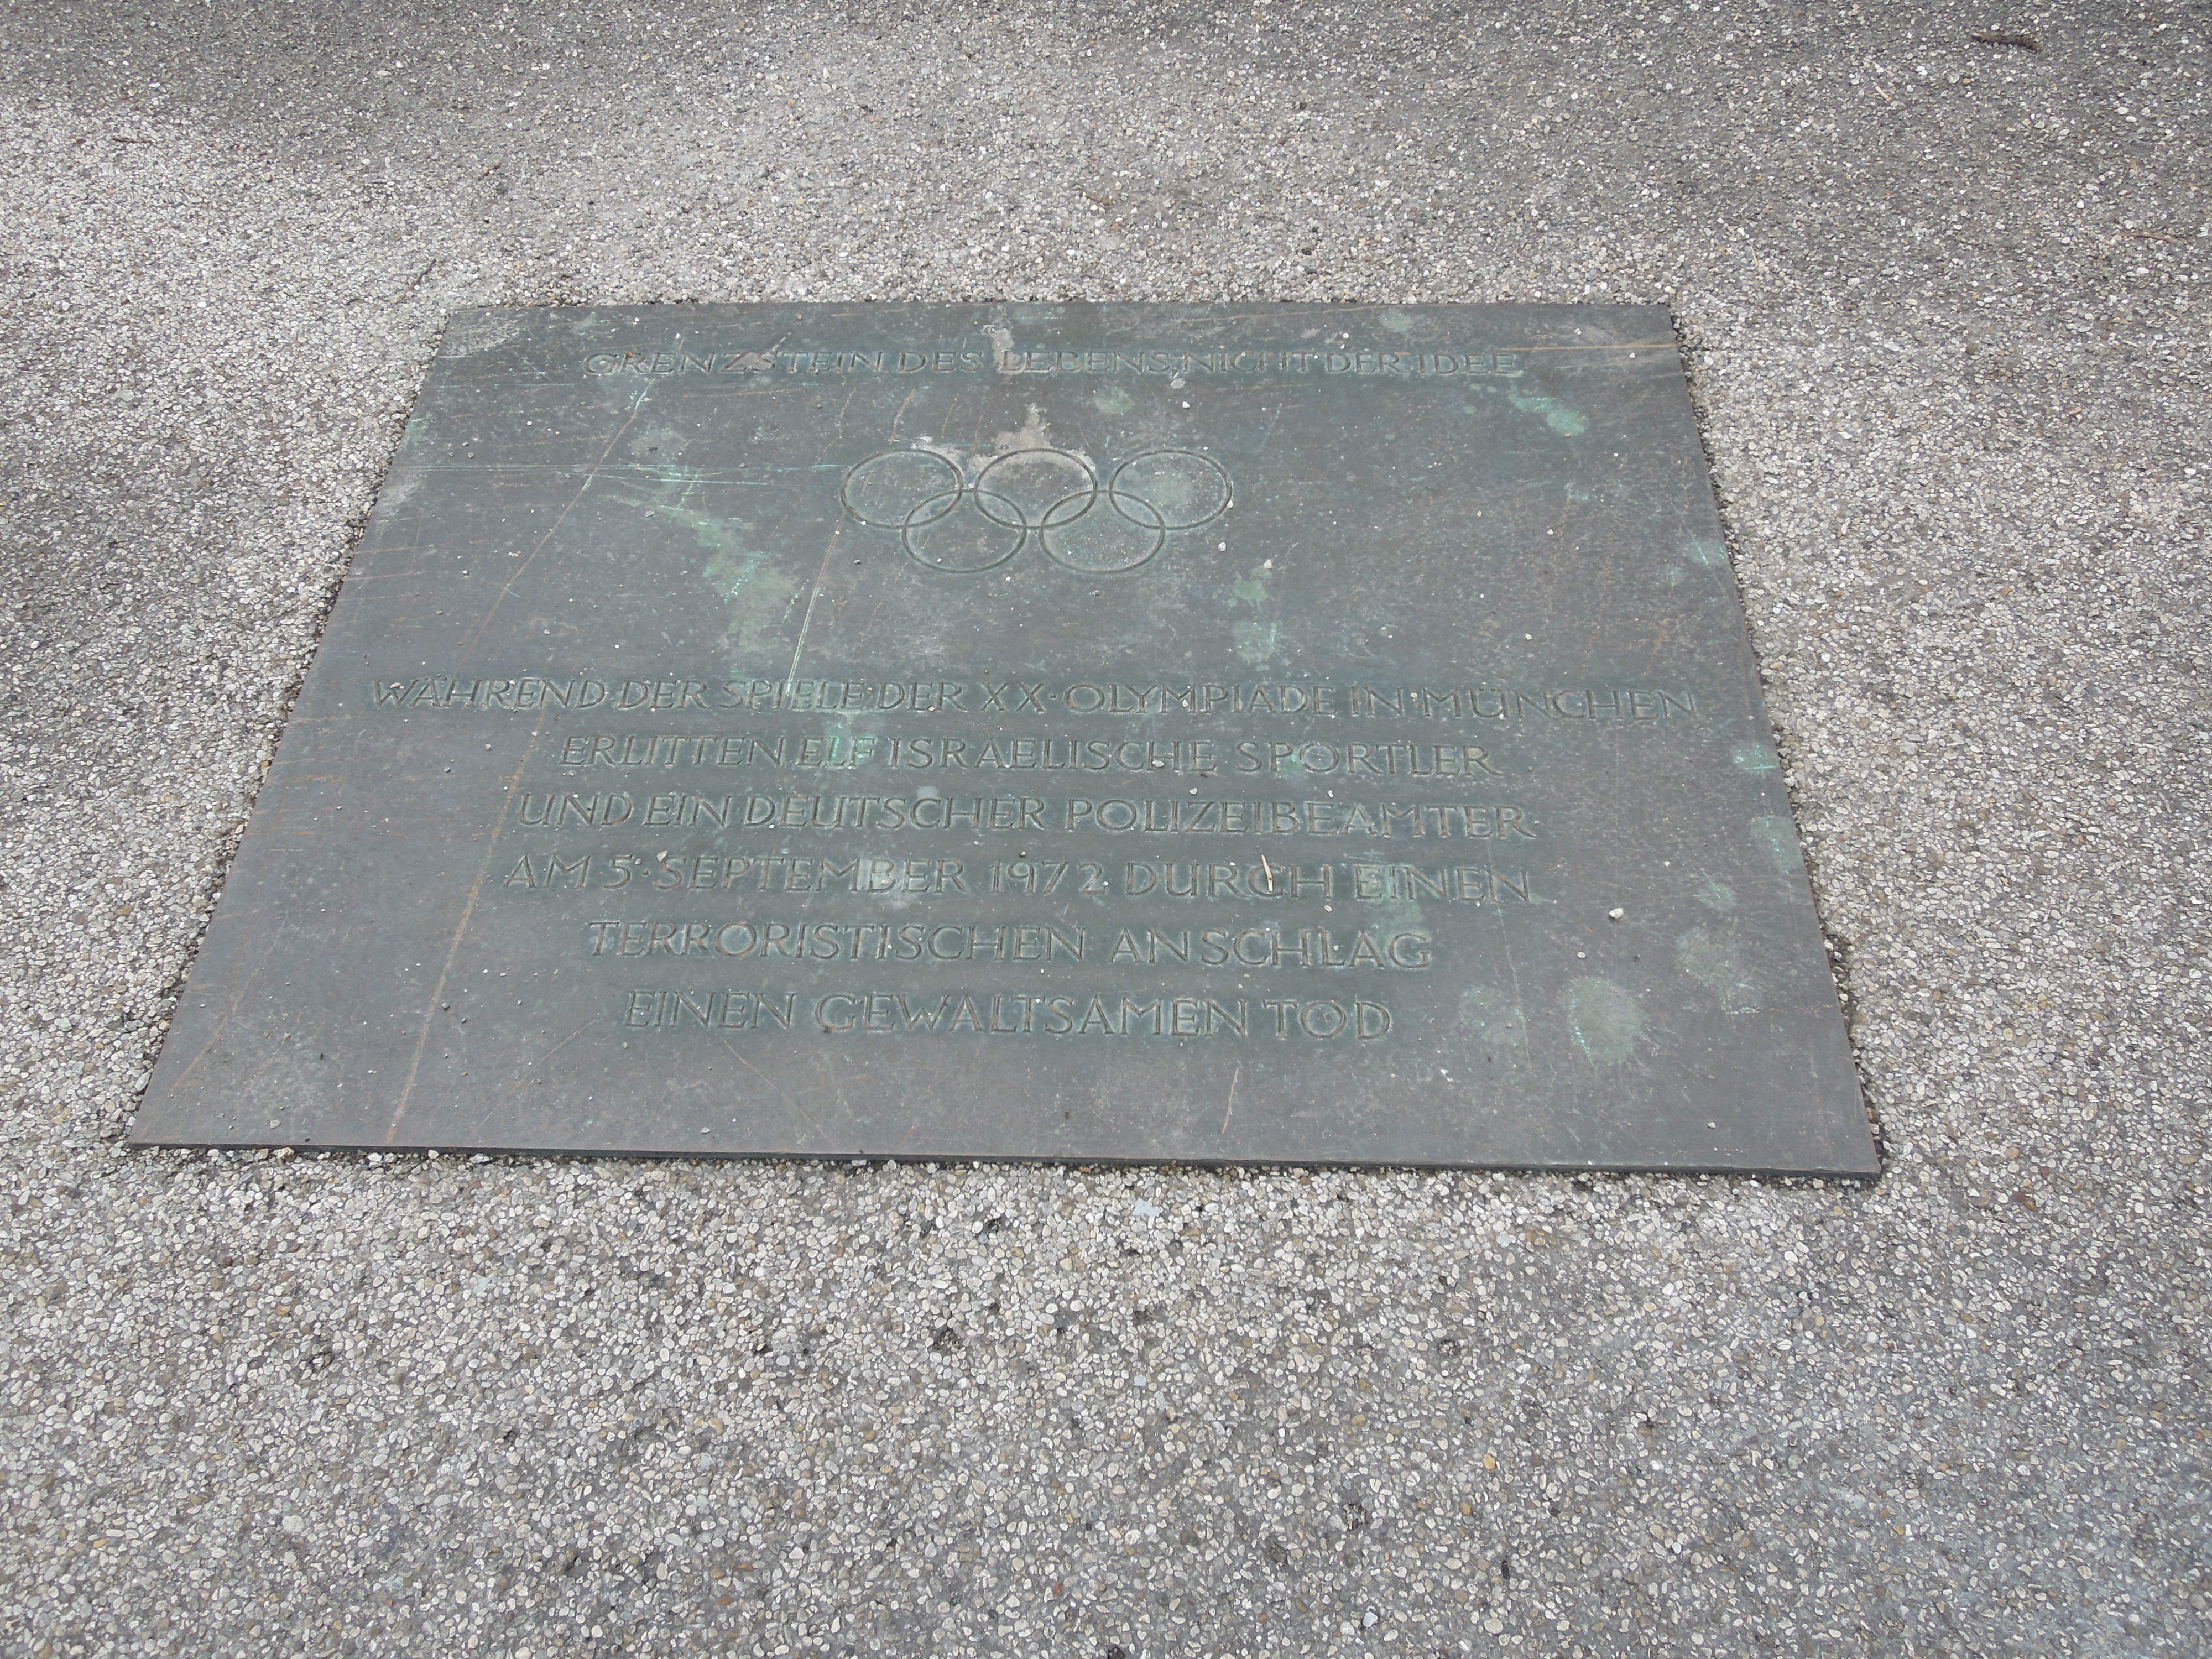 GRENZSTEIN DES LEBENS, NICHT DER IDEE
WÄHREND·DER SPIELE·DER XX·OLYMPIADE IN·MÜNCHEN
ERLITTEN ELF ISRAELISCHE SPORTLER
UND EIN DEUTSCHER POLIZEIBEAMTER
AM 5·SEPTEMBER 1972 DURCH EINEN
TERRORISTISCHEN ANSCHLAG
EINEN GEWALTSAMEN TOD